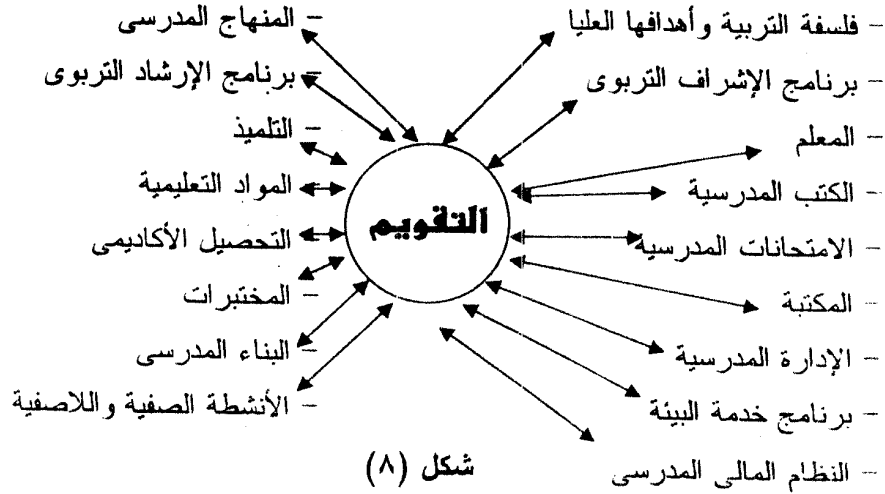 – فلسفة التربية وأهدافها العليا
– برنامج الإشراف التربوى
– المعلم
– الكتب المدرسية
– الامتحانات المدرسية
– المكتبة
– الإدارة المدرسية
– برنامج خدمة البيئة
– النظام المالى المدرسى
التقويم
– المنهاج المدرسى
– برنامج الإرشاد التربوى
– التلميذ
– المواد التعليمية
– التحصيل الأكاديمى
– المختبرات
– البناء المدرسى
– الأنشطة الصفية واللاصفية
شكل (٨)